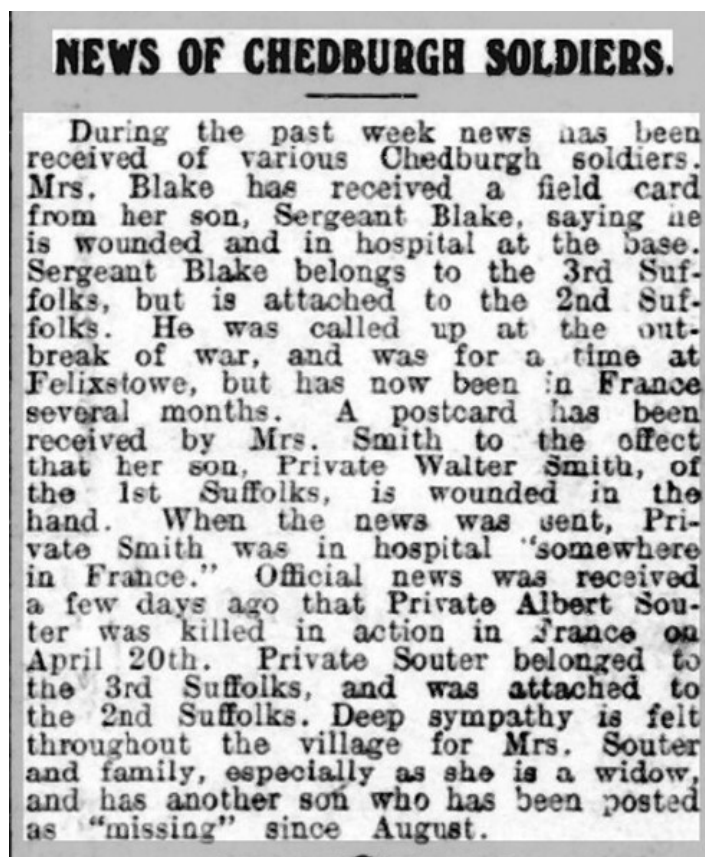 NEWS OF CHEDBURGH SOLDIERS.
During the past week news has been
received of various Chedburgh soldiers.
Mrs. Blake has received a field card
from her son, Sergeant Blake, saying he
is wounded and in hospital at the base.
Sergeant Blake belongs to the 3rd Suf-
folks, but is attached to the 2nd Suf-
folks. He was called up at the out-
break of war, and was for a time at
Felixstowe, but has now been in France
several months. A postcard has been
received by Mrs. Smith to the effect
that her son, Private Walter Smith, of
the 1st Suffolks, is wounded in the
hand. When the news was sent, Pri-
vate Smith was in hospital "somewhere
in France." Official news was received
a few days ago that Private Albert Sou-
ter was killed in action in France on
April 20th. Private Souter belonged to
the 3rd Suffolks, and was attached to
the 2nd Suffolks. Deep sympathy is felt
throughout the village for Mrs. Souter
and family, especially as she is a widow,
and has another son who has been posted
as "missing" since August.